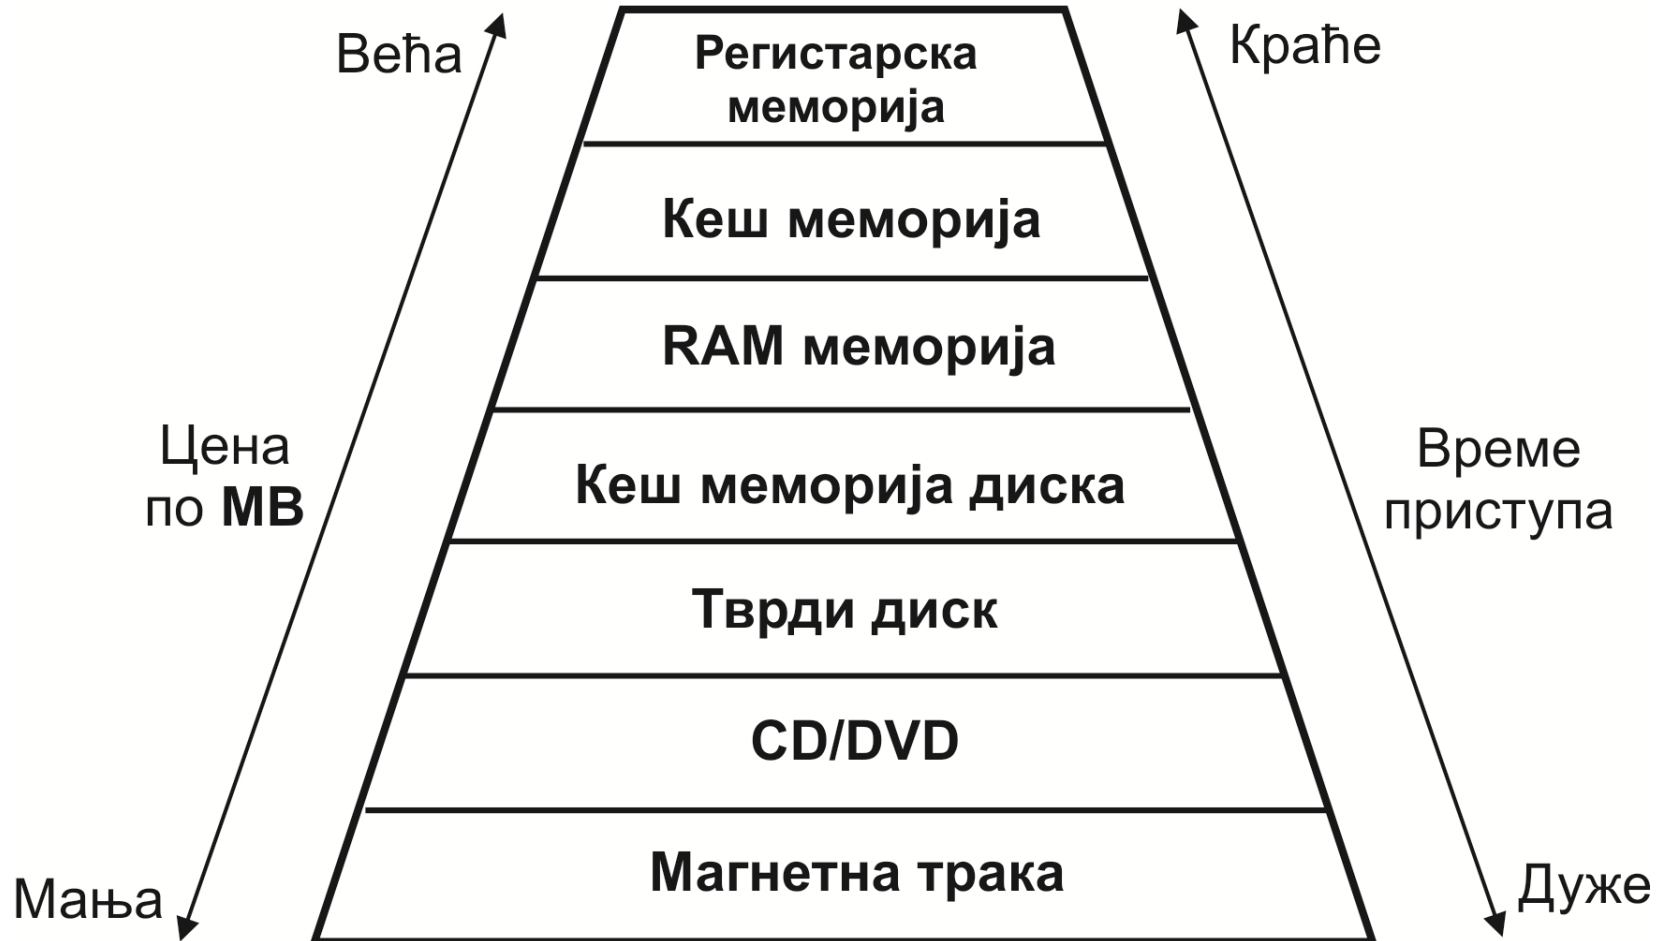 Већа
Краће
Регистарска
меморија
Кеш меморија
RAM меморија
Кеш меморија диска
Цена
по MB
Време
приступа
Тврди диск
CD/DVD
Магнетна трака
Мања
Дуже